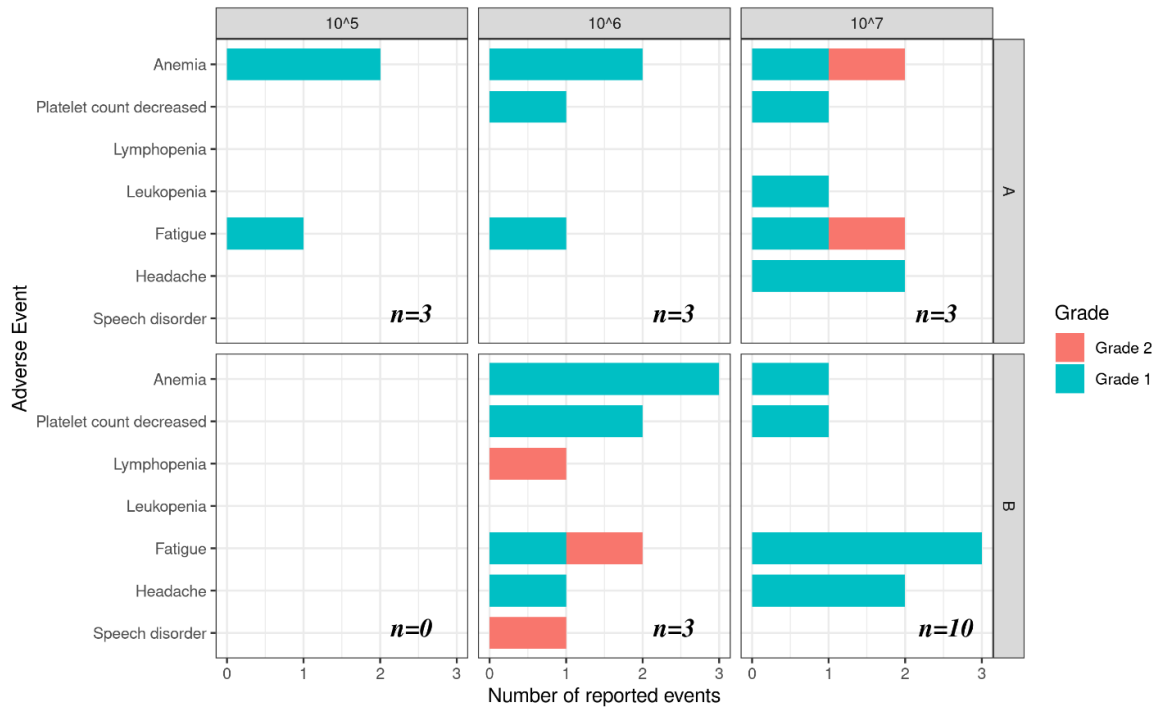 10^5 10^6 10^7
Anemia
Platelet count decreased
Lymphopenia
Leukopenia
Fatigue
Headache
Speech disorder
n=3 n=3 n=3
A
Anemia
Platelet count decreased
Lymphopenia
Leukopenia
Fatigue
Headache
Speech disorder
n=0 n=3 n=10
B
0 1 2 3 0 1 2 3 0 1 2 3
Number of reported events
Adverse Event
Grade
Grade 2
Grade 1